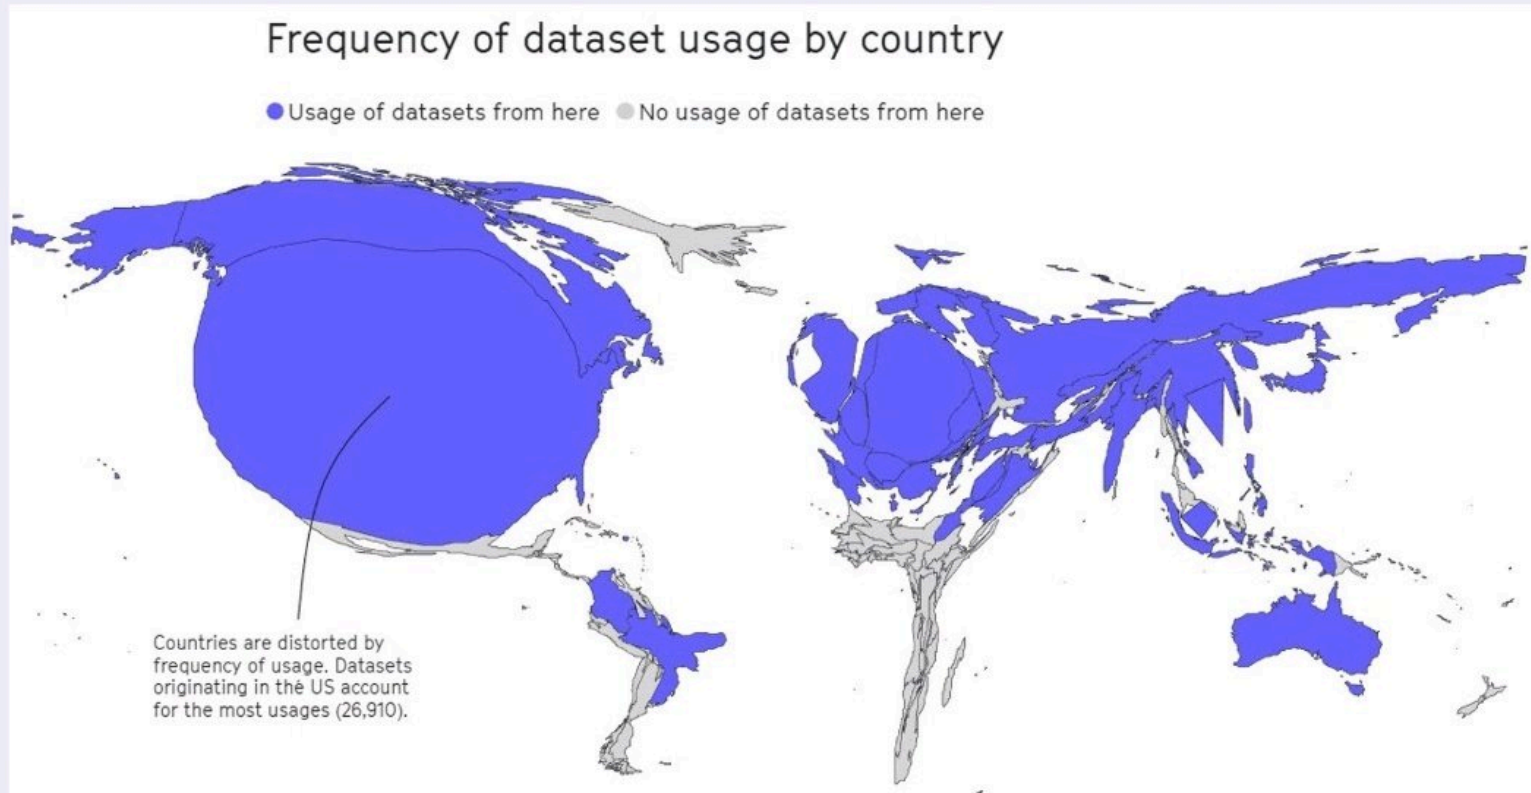 Frequency of dataset usage by country
Usage of datasets from here No usage of datasets from here
Countries are distorted by
frequency of usage. Datasets
originating in the US account
for the most usages (26,910).